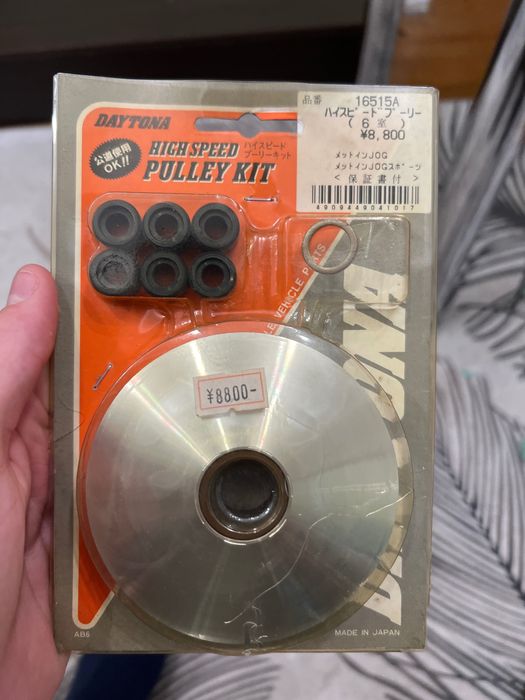 DAYTONA
公道使用
OK!!
HIGH SPEED
ハイスピード
プーリーキット
PULLEY KIT
品番
16515A
ハイスピードプーリー
(6室)
¥8,800
メットインJOG
メットインJOGスポーツ
<保証書付>
4909449041017
VEHICLE PARTS
¥8800-
DAYTONA
AB6
MADE IN JAPAN